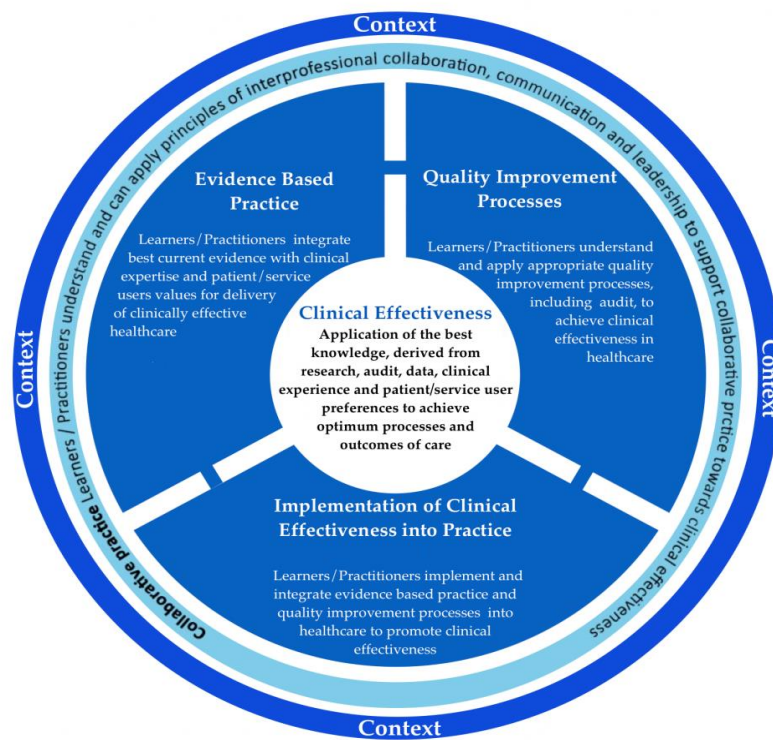 Context
Collaborative practice Learners / Practitioners understand and can apply principles of interprofessional collaboration, communication and leadership to support collaborative prctice towards clinical effectiveness
Evidence Based
Practice
Learners/Practitioners integrate
best current evidence with clinical
expertise and patient/service
users values for delivery
of clinically effective
healthcare
Quality Improvement
Processes
Learners/Practitioners understand
and apply appropriate quality
improvement processes,
including audit, to
achieve clinical
effectiveness in
healthcare
Context
Context
Clinical Effectiveness
Application of the best
knowledge, derived from
research, audit, data, clinical
experience and patient/service user
preferences to achieve
optimum processes and
outcomes of care
Implementation of Clinical
Effectiveness into Practice
Learners/Practitioners implement and
integrate evidence based practice and
quality improvement processes into
healthcare to promote clinical
effectiveness
Context